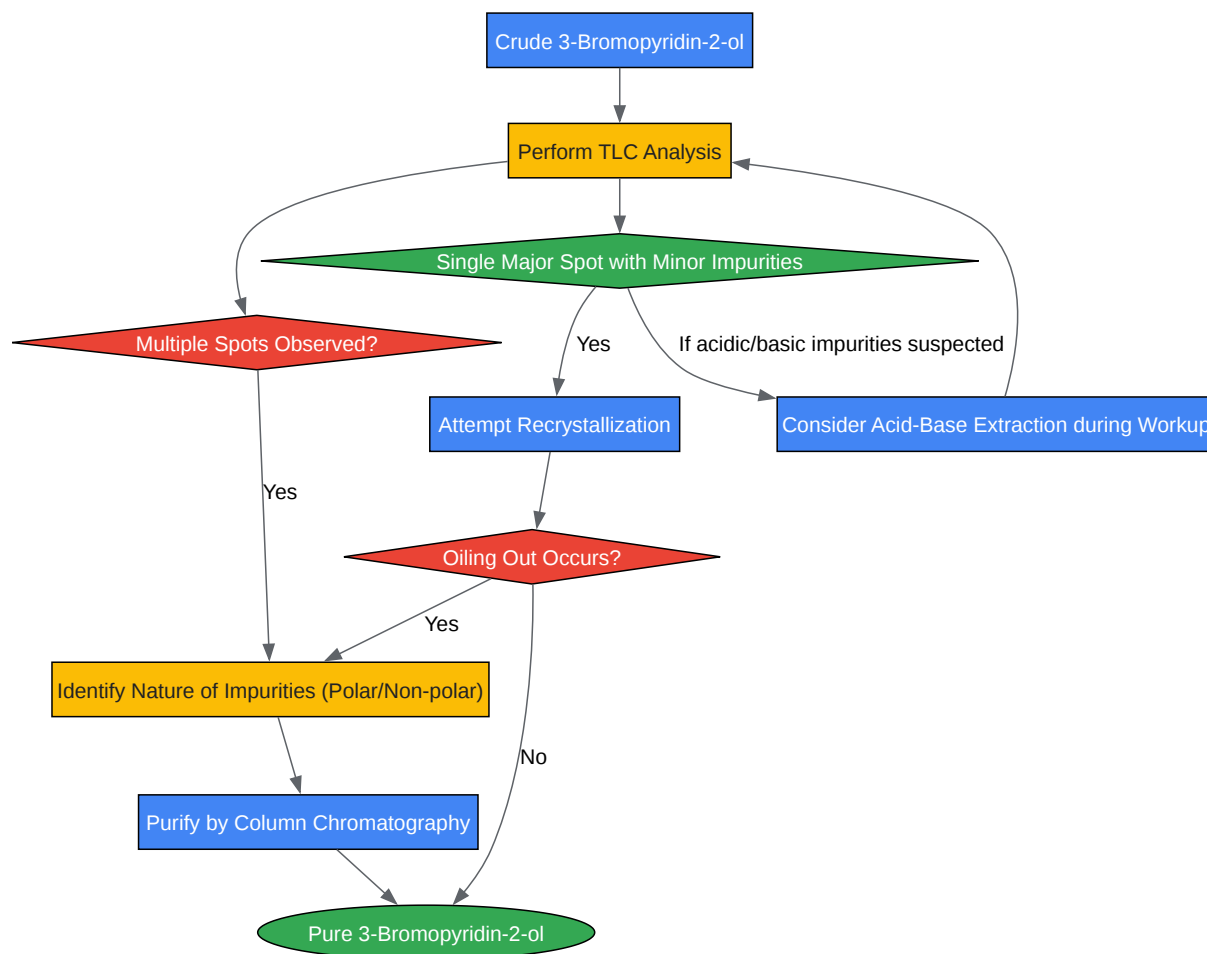 Crude 3-Bromopyridin-2-ol
Perform TLC Analysis
Single Major Spot with Minor Impurities
Multiple Spots Observed?
Yes
If acidic/basic impurities suspected
Attempt Recrystallization
Consider Acid-Base Extraction during Workup
Yes
Oiling Out Occurs?
Yes
Identify Nature of Impurities (Polar/Non-polar)
No
Purify by Column Chromatography
Pure 3-Bromopyridin-2-ol